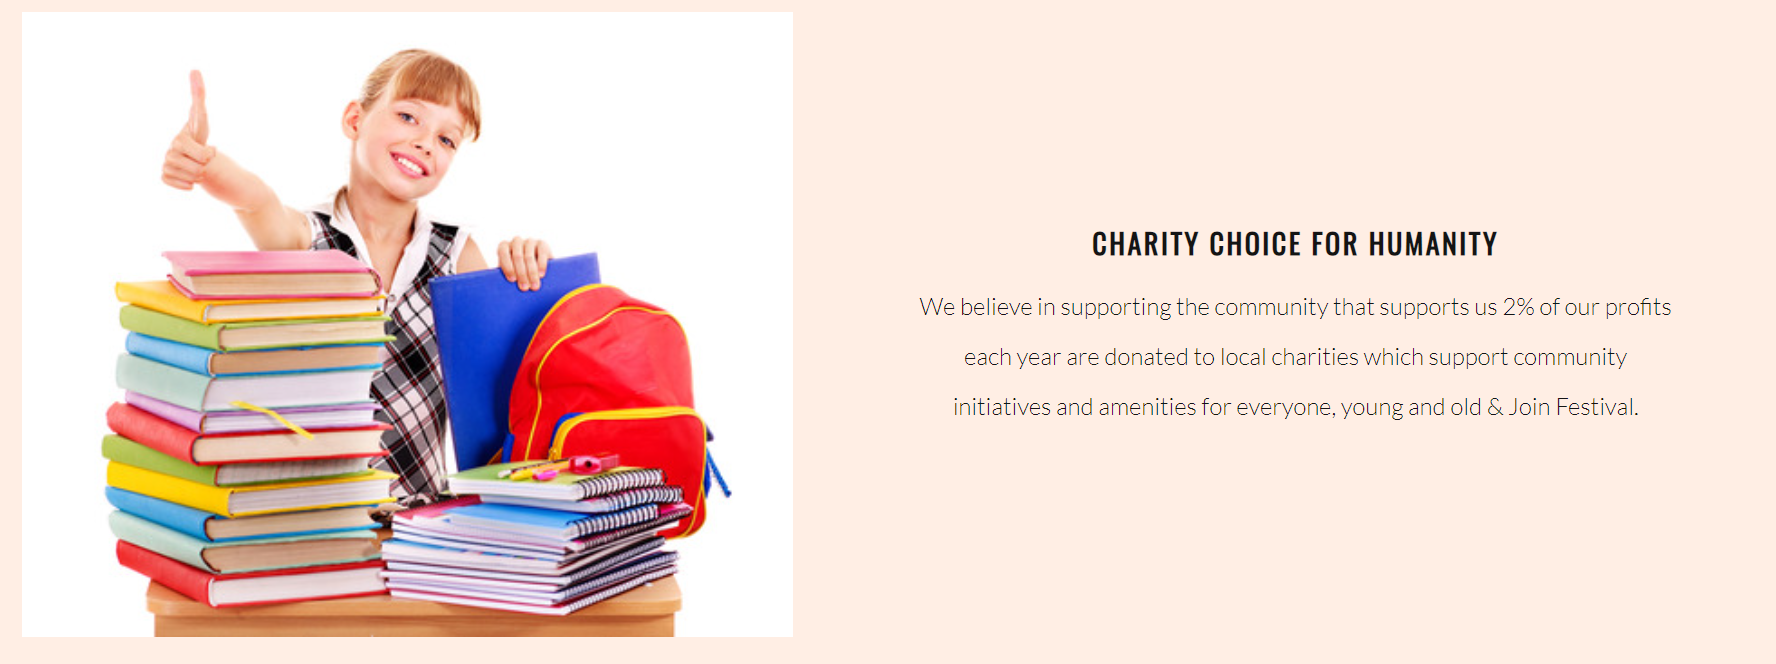 CHARITY CHOICE FOR HUMANITY
We believe in supporting the community that supports us 2% of our profits
each year are donated to local charities which support community
initiatives and amenities for everyone, young and old & Join Festival.